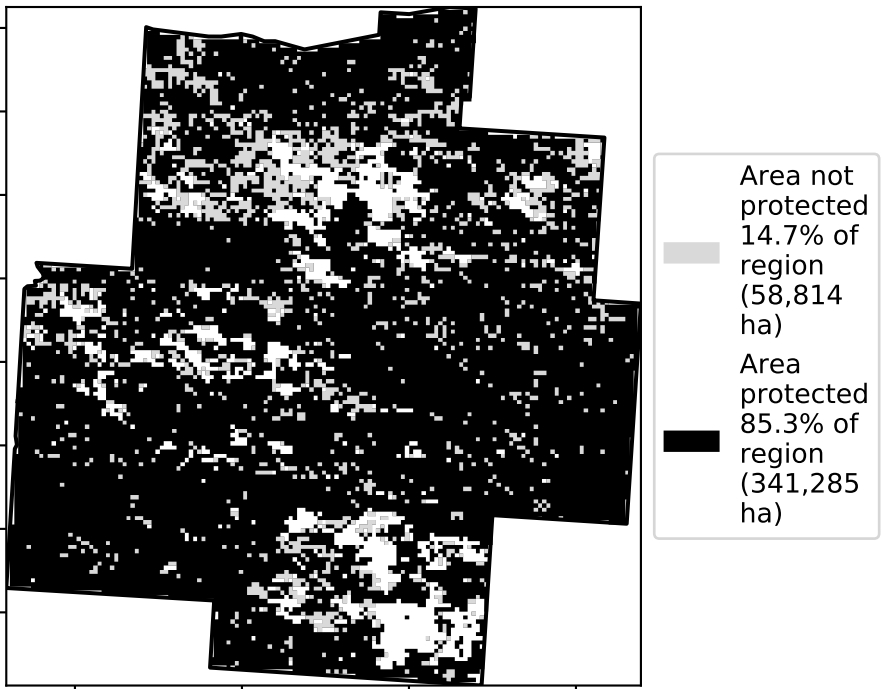 Area not
protected
14.7% of
region
(58,814
ha)
Area
protected
85.3% of
region
(341,285
ha)